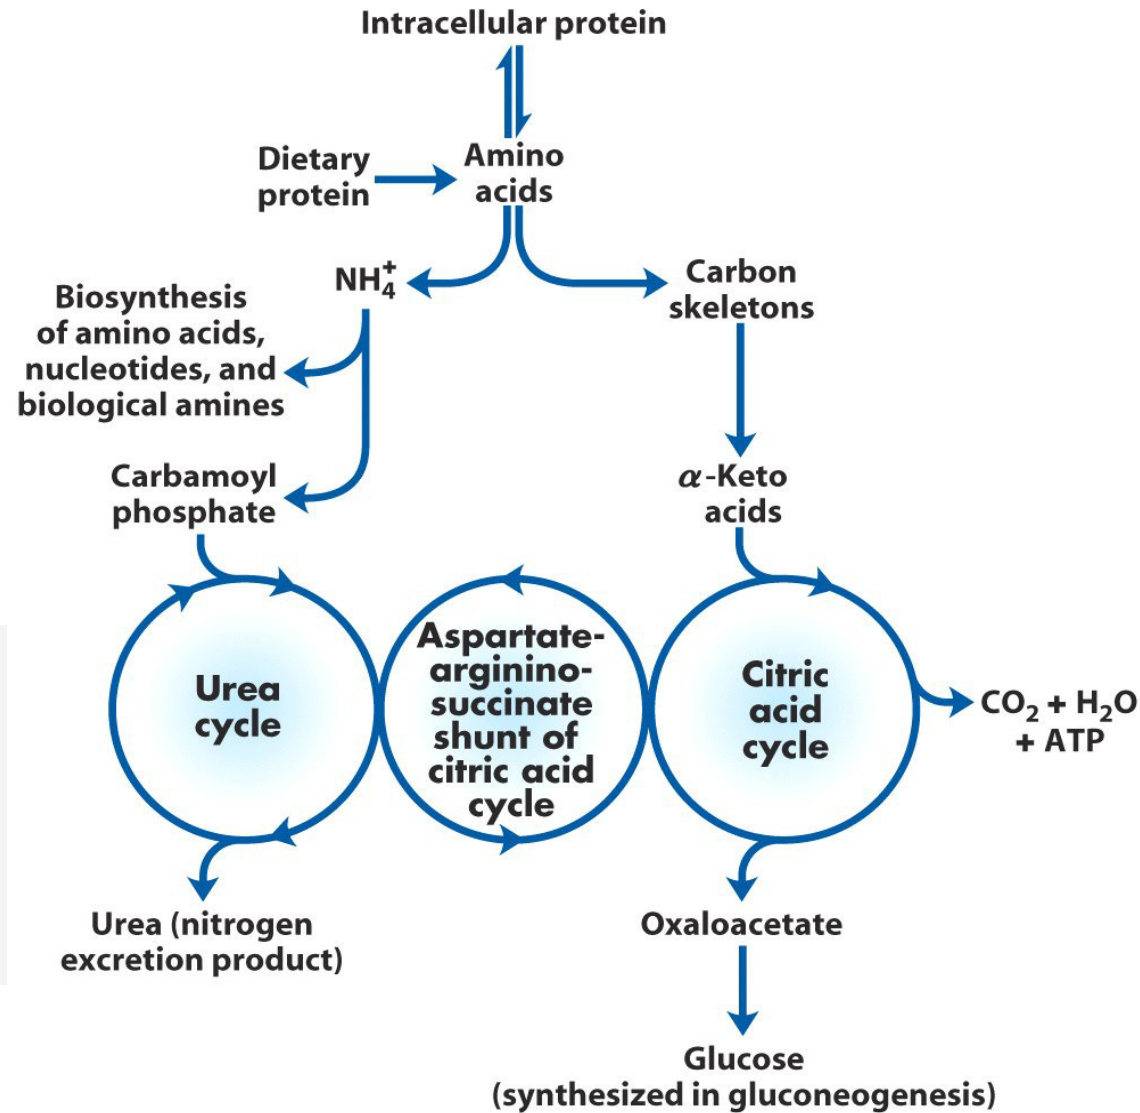 Intracellular protein
Dietary
protein
Amino
acids
NH₄⁺
Carbon
skeletons
Biosynthesis
of amino acids,
nucleotides, and
biological amines
Carbamoyl
phosphate
α-Keto
acids
Urea
cycle
Aspartate-
arginino-
succinate
shunt of
citric acid
cycle
Citric
acid
cycle
CO₂ + H₂O
+ ATP
Urea (nitrogen
excretion product)
Oxaloacetate
Glucose
(synthesized in gluconeogenesis)